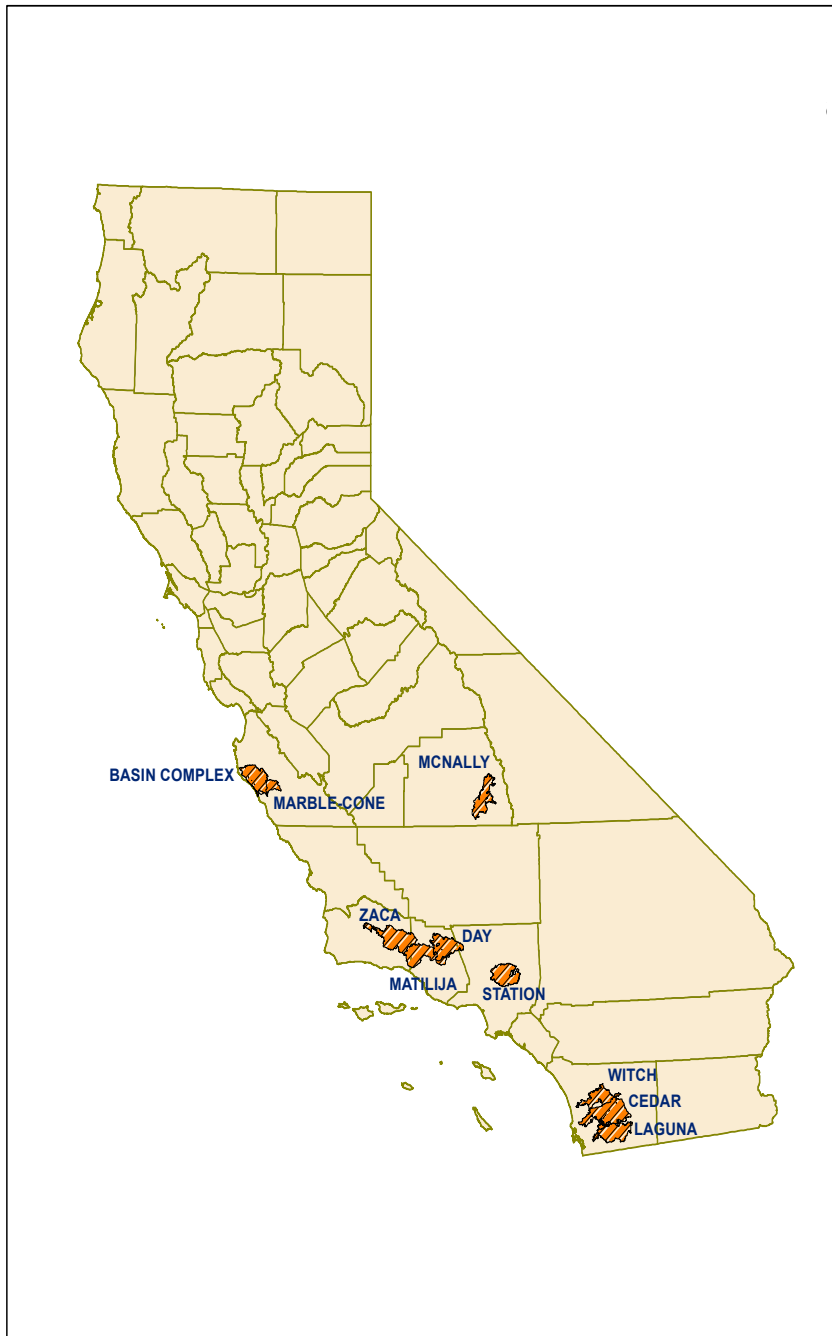 MCNALLY
BASIN COMPLEX
MARBLE-CONE
ZACA
DAY
MATILIJA
STATION
WITCH
CEDAR
LAGUNA